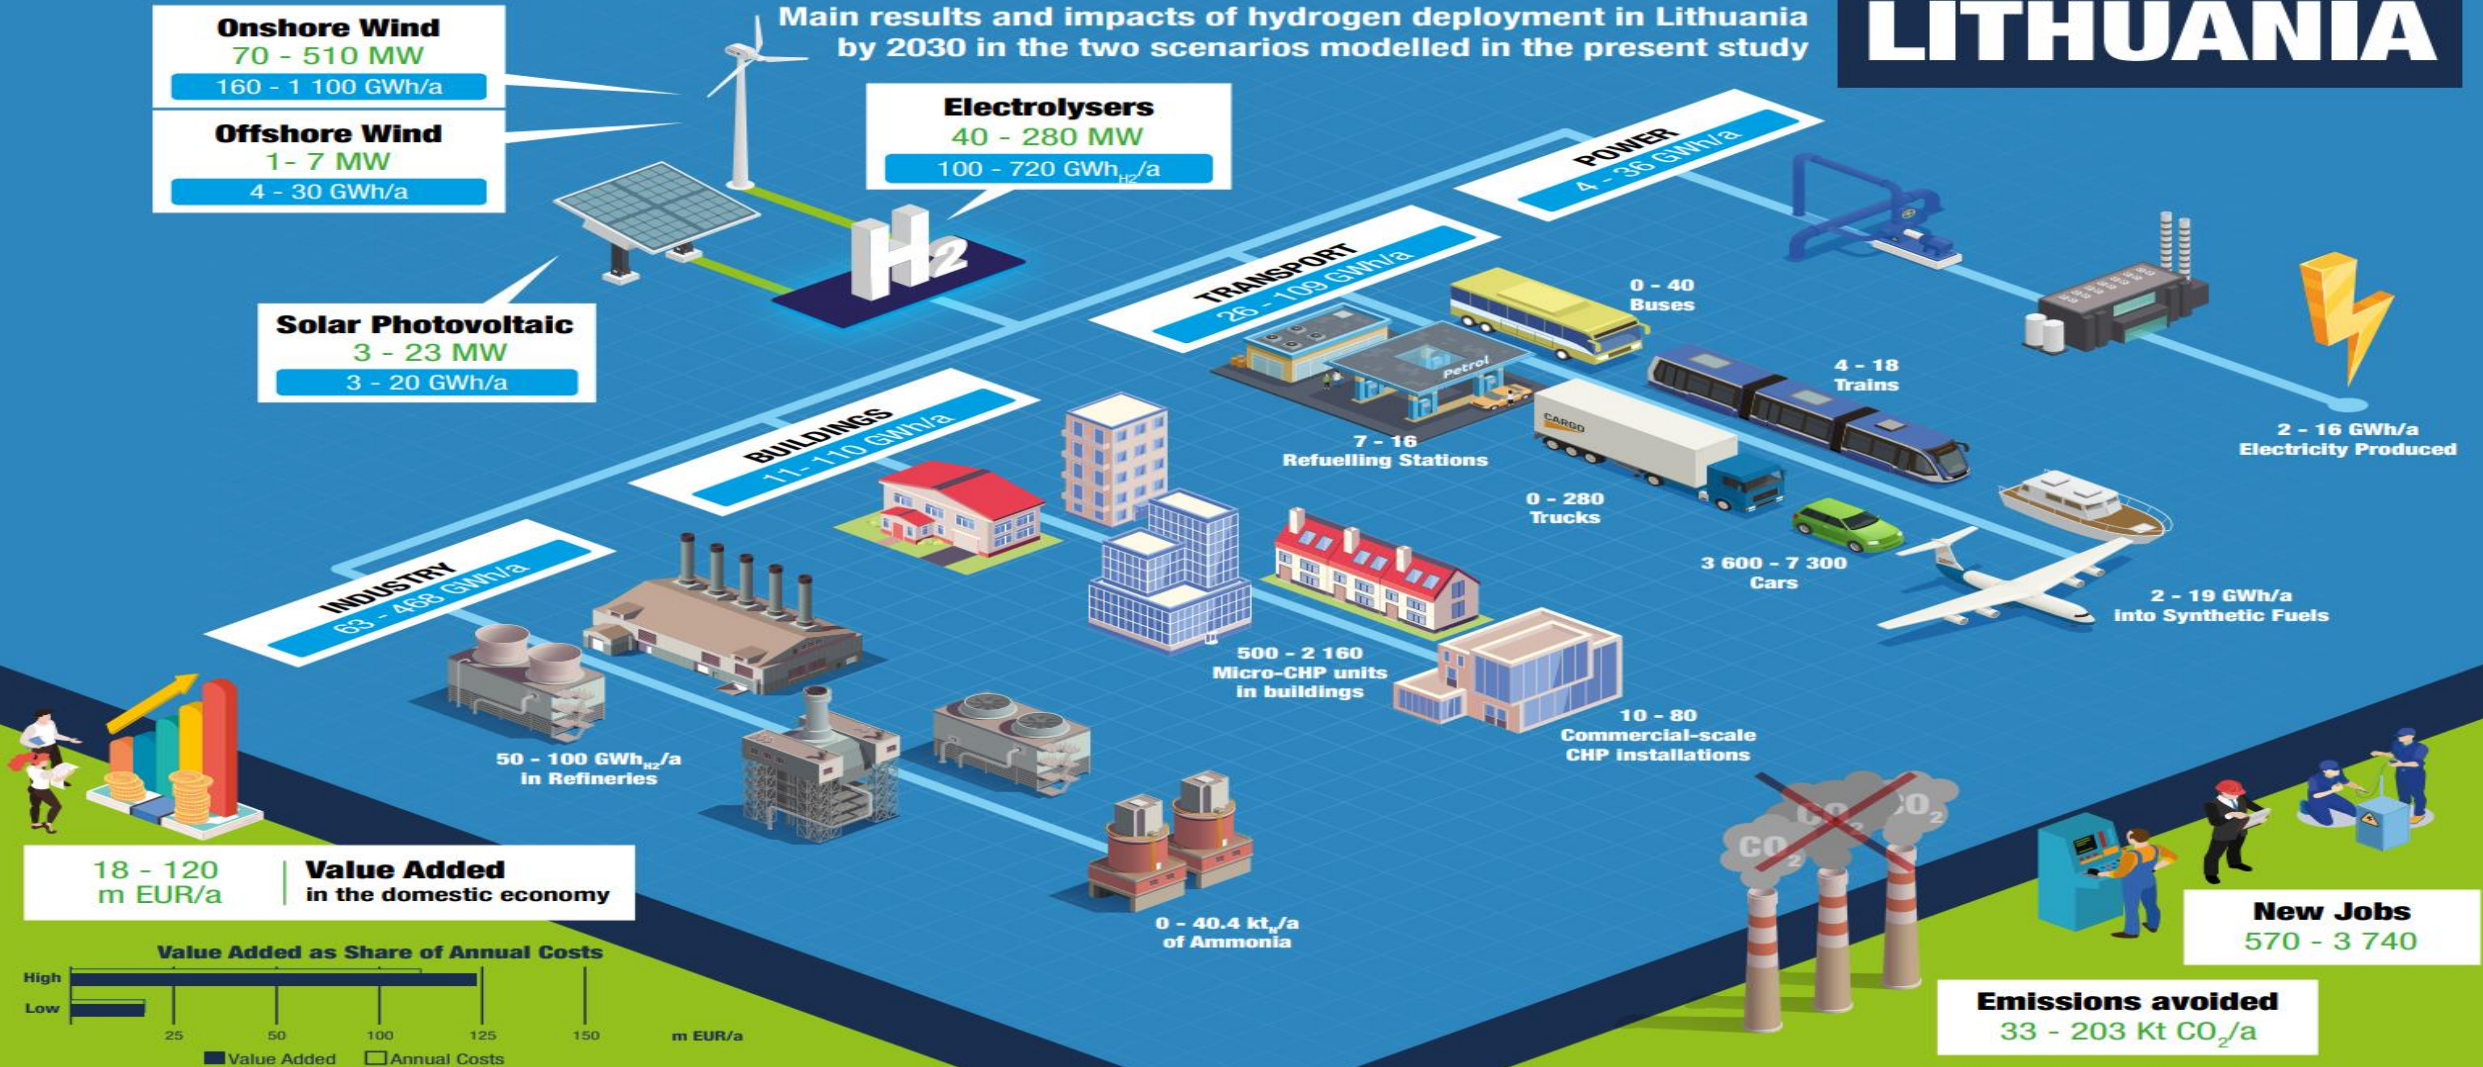 Main results and impacts of hydrogen deployment in Lithuania
by 2030 in the two scenarios modelled in the present study
LITHUANIA
Onshore Wind
70 - 510 MW
160 - 1 100 GWh/a
Offshore Wind
1- 7 MW
4 - 30 GWh/a
Electrolysers
40 - 280 MW
100 - 720 GWh_H2/a
H2
Solar Photovoltaic
3 - 23 MW
3 - 20 GWh/a
POWER
4 - 36 GWh/a
TRANSPORT
26 - 109 GWh/a
BUILDINGS
11- 110 GWh/a
INDUSTRY
63 - 468 GWh/a
0 - 40
Buses
Petrol
4 - 18
Trains
CARGO
7 - 16
Refuelling Stations
0 - 280
Trucks
3 600 - 7 300
Cars
2 - 16 GWh/a
Electricity Produced
2 - 19 GWh/a
into Synthetic Fuels
500 - 2 160
Micro-CHP units
in buildings
10 - 80
Commercial-scale
CHP installations
50 - 100 GWh_H2/a
in Refineries
0 - 40.4 kt_N/a
of Ammonia
18 - 120
m EUR/a
Value Added
in the domestic economy
Value Added as Share of Annual Costs
High
Low
25 50 100 125 150 m EUR/a
Value Added Annual Costs
CO2
CO2
CO2
New Jobs
570 - 3 740
Emissions avoided
33 - 203 Kt CO2/a